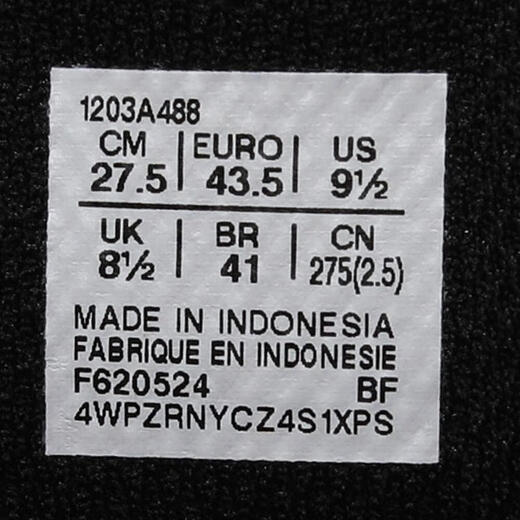 1203A488
CM | EURO | US
27.5 | 43.5 | 9½
UK | BR | CN
8½ | 41 | 275(2.5)
MADE IN INDONESIA
FABRIQUE EN INDONESIE
F620524 BF
4WPZRNYCZ4S1XPS